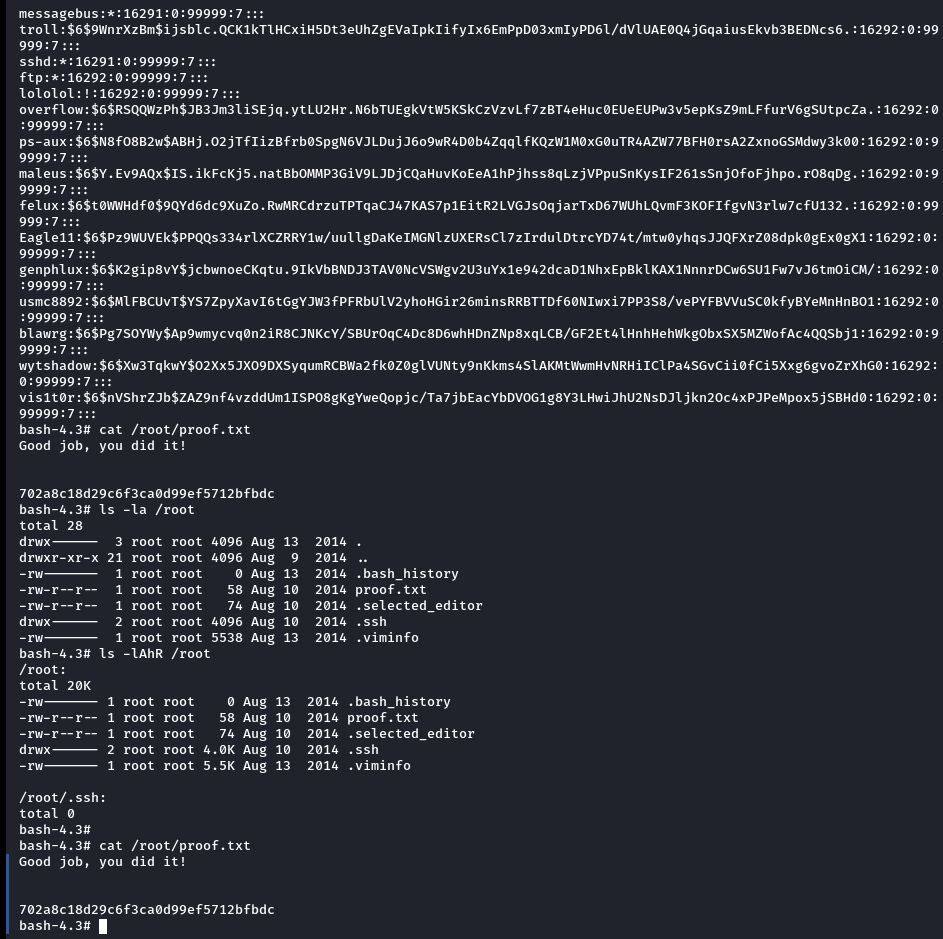 messagebus:*:16291:0:99999:7:::
troll:$6$9WnrXzBm$ijsblc.QCK1kTlHCxiH5Dt3eUhZgEVaIpkIifyIx6EmPpD03xmIyPD6l/dVlUAE0Q4jGqaiusEkvb3BEDNcs6.:16292:0:99
999:7:::
sshd:*:16291:0:99999:7:::
ftp:*:16292:0:99999:7:::
lololol:!:16292:0:99999:7:::
overflow:$6$RSQQWzPh$JB3Jm3liSEjq.ytLU2Hr.N6bTUEgkVtW5KSkCzVzvLf7zBT4eHuc0EUeEUPw3v5epKsZ9mLFfurV6gSUtpcZa.:16292:0
:99999:7:::
ps-aux:$6$N8fO8B2w$ABHj.O2jTfIizBfrb0SpgN6VJLDujJ6o9wR4D0b4ZqqlfKQzW1M0xG0uTR4AZW77BFH0rsA2ZxnoGSMdwy3k00:16292:0:9
9999:7:::
maleus:$6$Y.Ev9AQx$IS.ikFcKj5.natBbOMMP3GiV9LJDjCQaHuvKoEeA1hPjhss8qLzjVPpuSnKysIF261sSnjOfoFjhpo.rO8qDg.:16292:0:9
9999:7:::
felux:$6$t0WWHdf0$9QYd6dc9XuZo.RwMRCdrzuTPTqaCJ47KAS7p1EitR2LVGJsOqjarTxD67WUhLQvmF3KOFIfgvN3rlw7cfU132.:16292:0:99
999:7:::
Eagle11:$6$Pz9WUVEk$PPQQs334rlXCZRRY1w/uullgDaKeIMGNlzUXERsCl7zIrdulDtrcYD74t/mtw0yhqsJJQFXrZ08dpk0gEx0gX1:16292:0:
99999:7:::
genphlux:$6$K2gip8vY$jcbwnoeCKqtu.9IkVbBNDJ3TAV0NcVSWgv2U3uYx1e942dcaD1NhxEpBklKAX1NnnrDCw6SU1Fw7vJ6tmOiCM/:16292:0
:99999:7:::
usmc8892:$6$MlFBCUvT$YS7ZpyXavI6tGgYJW3fPFRbUlV2yhoHGir26minsRRBTTDf60NIwxi7PP3S8/vePYFBVVuSC0kfyBYeMnHnBO1:16292:0
:99999:7:::
blawrg:$6$Pg7SOYWy$Ap9wmycvq0n2iR8CJNKcY/SBUrOqC4Dc8D6whHDnZNp8xqLCB/GF2Et4lHnhHehWkgObxSX5MZWofAc4QQSbj1:16292:0:9
9999:7:::
wytshadow:$6$Xw3TqkwY$O2Xx5JXO9DXSyqumRCBWa2fk0Z0glVUNty9nKkms4SlAKMtWwmHvNRHiIClPa4SGvCii0fCi5Xxg6gvoZrXhG0:16292:
0:99999:7:::
vis1t0r:$6$nVShrZJb$ZAZ9nf4vzddUm1ISPO8gKgYweQopjc/Ta7jbEacYbDVOG1g8Y3LHwiJhU2NsDJljkn2Oc4xPJPeMpox5jSBHd0:16292:0:
99999:7:::
bash-4.3# cat /root/proof.txt
Good job, you did it!
702a8c18d29c6f3ca0d99ef5712bfbdc
bash-4.3# ls -la /root
total 28
drwx------  3 root root 4096 Aug 13  2014 .
drwxr-xr-x 21 root root 4096 Aug  9  2014 ..
-rw-------  1 root root    0 Aug 13  2014 .bash_history
-rw-r--r--  1 root root   58 Aug 10  2014 proof.txt
-rw-r--r--  1 root root   74 Aug 10  2014 .selected_editor
drwx------  2 root root 4096 Aug 10  2014 .ssh
-rw-------  1 root root 5538 Aug 13  2014 .viminfo
bash-4.3# ls -lAhR /root
/root:
total 20K
-rw------- 1 root root    0 Aug 13  2014 .bash_history
-rw-r--r-- 1 root root   58 Aug 10  2014 proof.txt
-rw-r--r-- 1 root root   74 Aug 10  2014 .selected_editor
drwx------ 2 root root 4.0K Aug 10  2014 .ssh
-rw------- 1 root root 5.5K Aug 13  2014 .viminfo
/root/.ssh:
total 0
bash-4.3#
bash-4.3# cat /root/proof.txt
Good job, you did it!
702a8c18d29c6f3ca0d99ef5712bfbdc
bash-4.3#